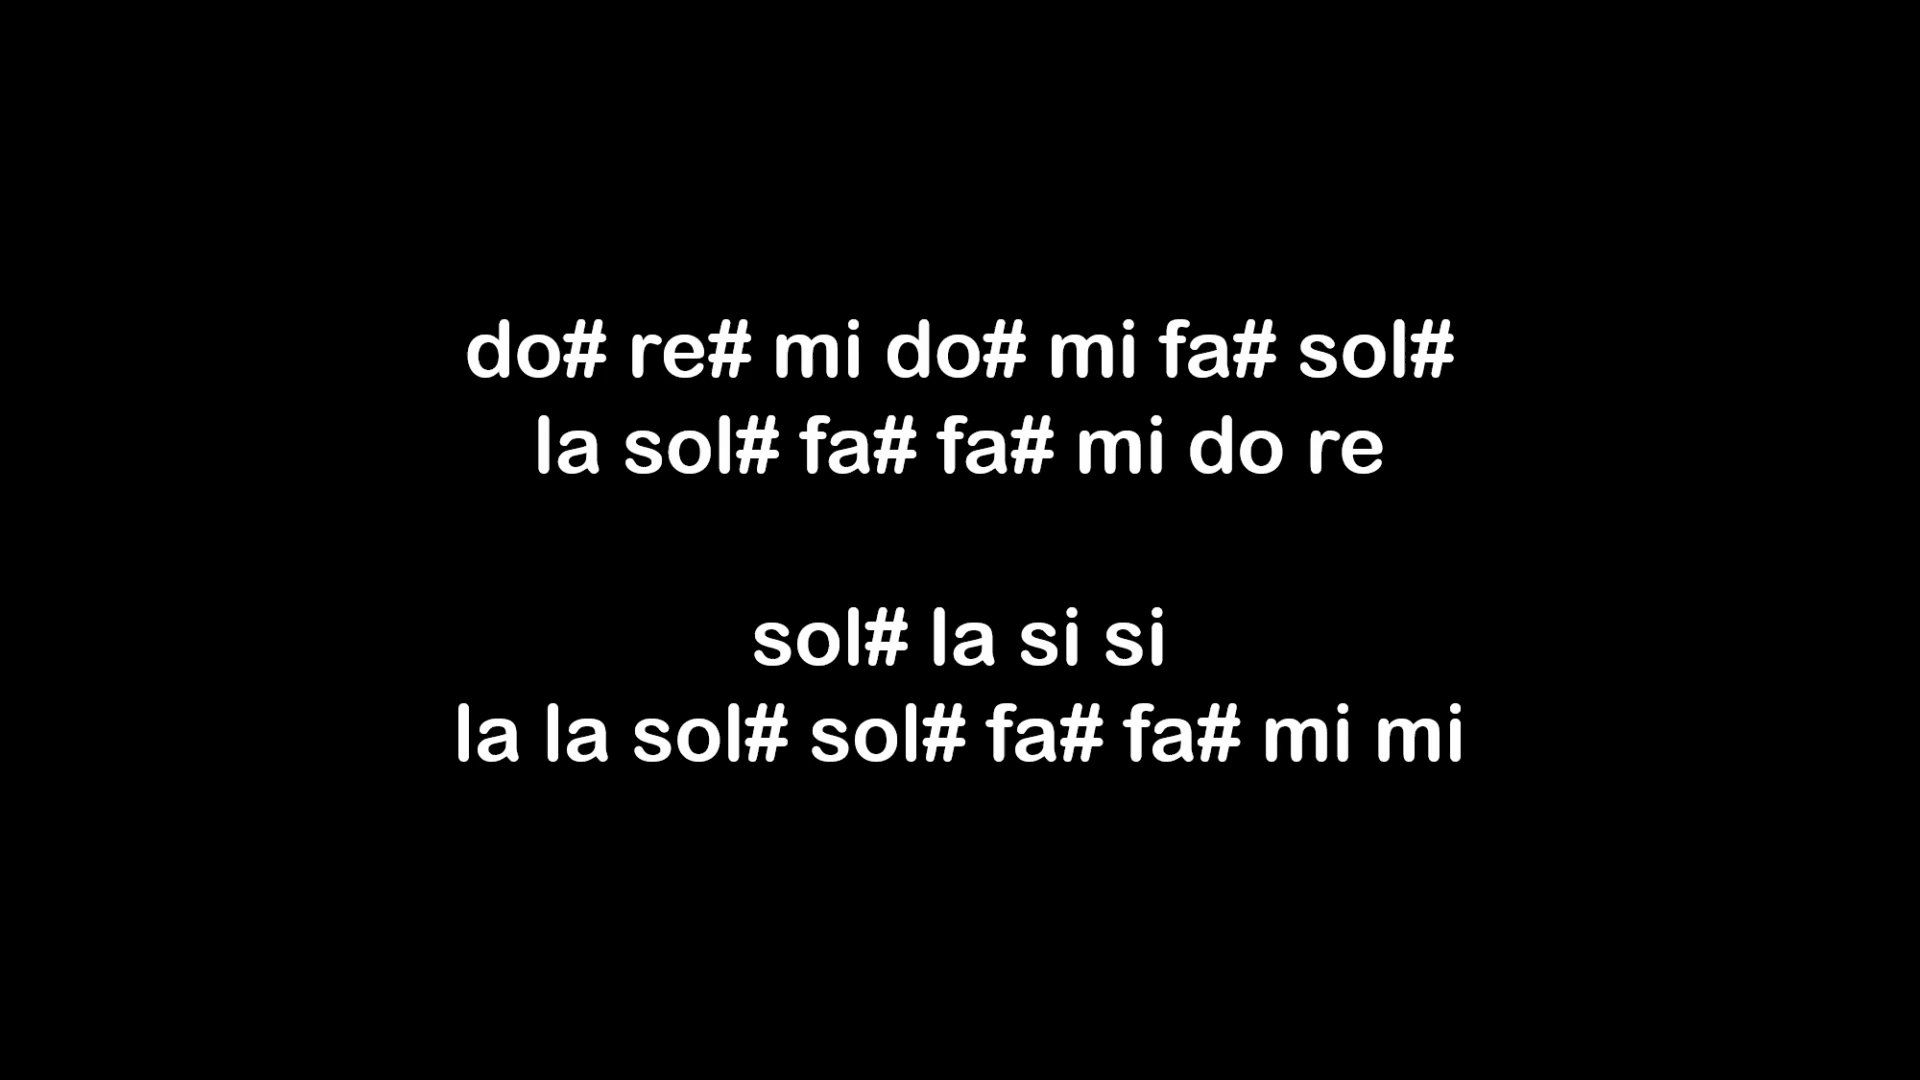 do# re# mi do# mi fa# sol#
la sol# fa# fa# mi do re
sol# la si si
la la sol# sol# fa# fa# mi mi